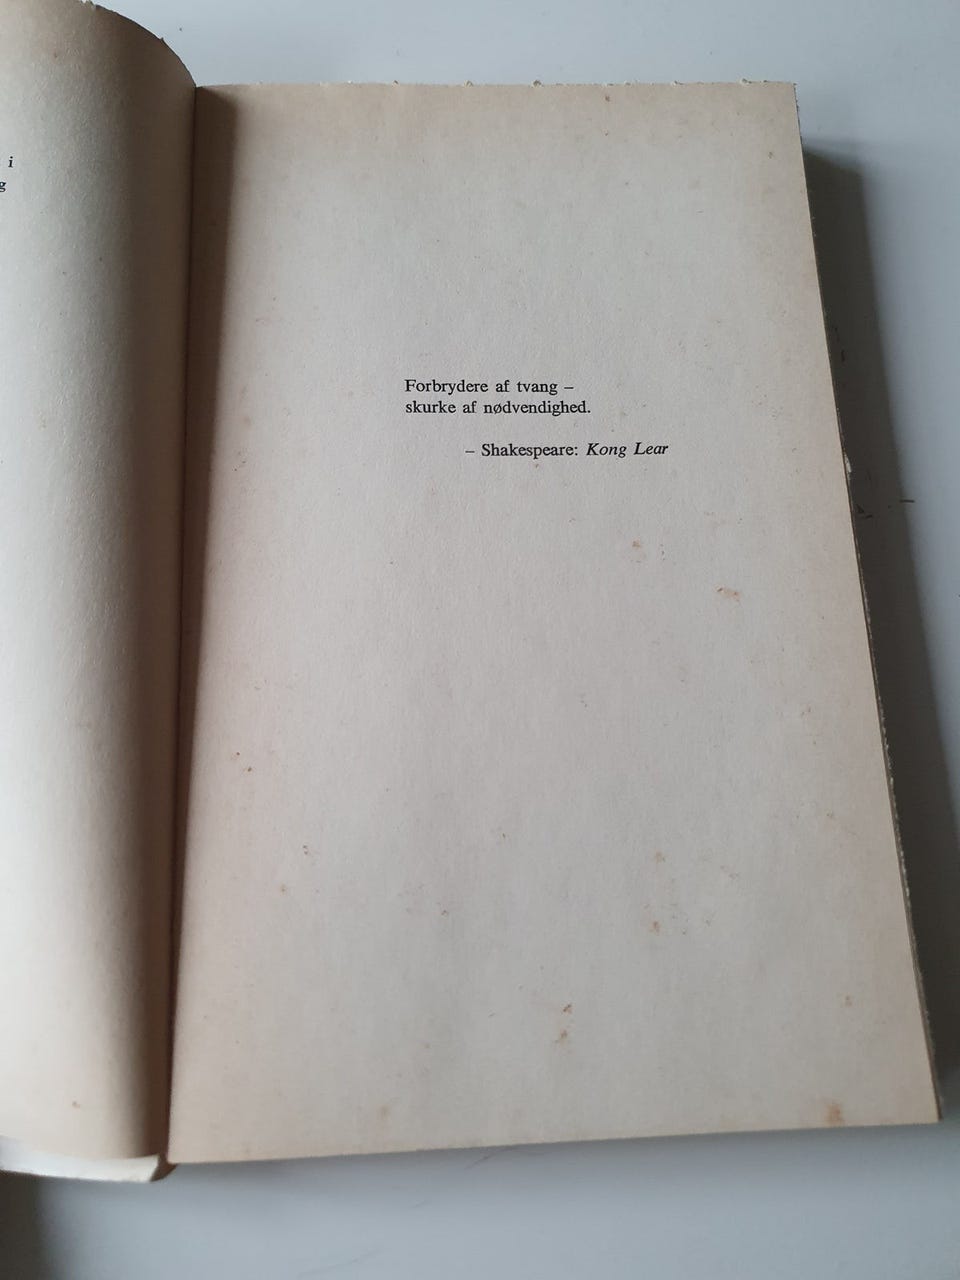 i
g
Forbrydere af tvang –
skurke af nødvendighed.
– Shakespeare: Kong Lear